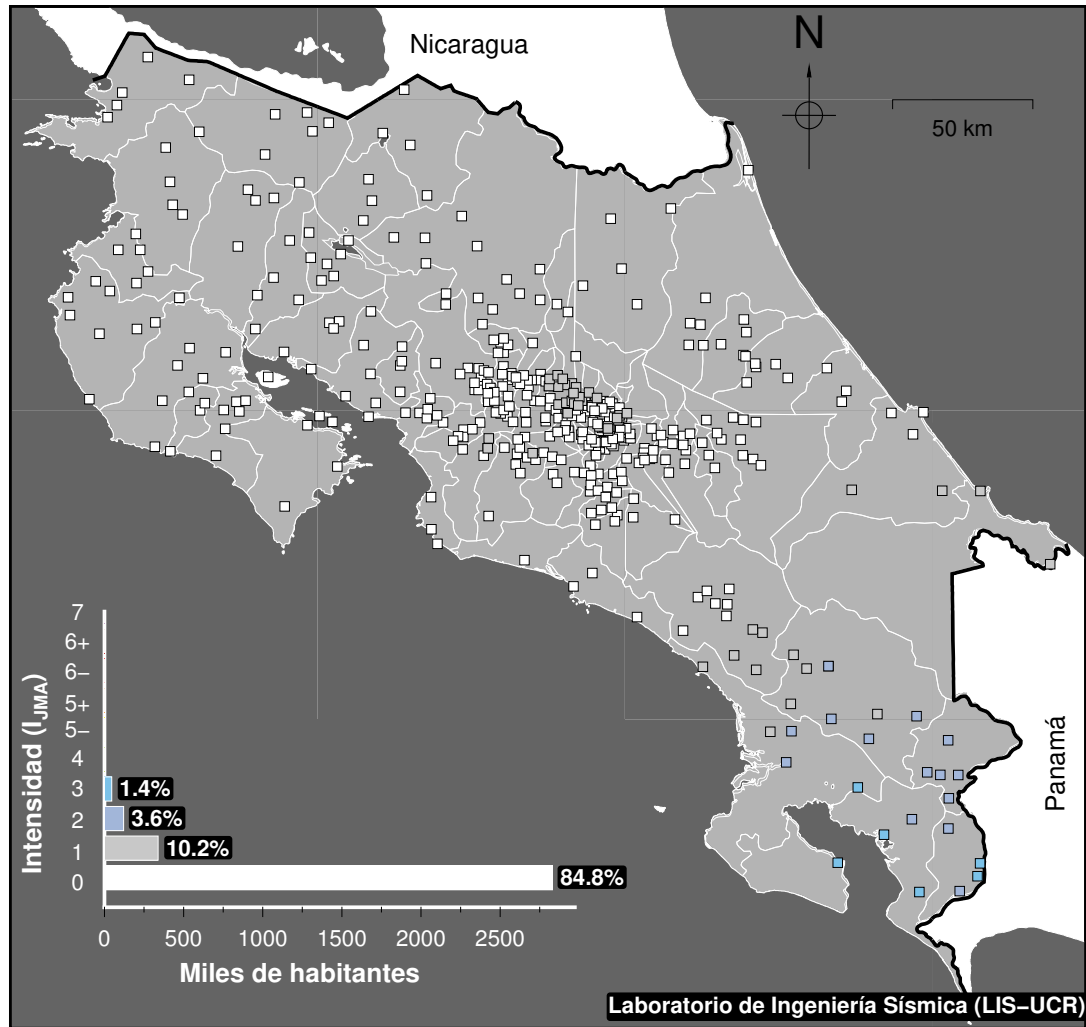 Nicaragua
N
50 km
Panamá
Intensidad (I_JMA)
7
6+
6−
5+
5−
4
3
2
1
0
1.4%
3.6%
10.2%
84.8%
0 500 1000 1500 2000 2500
Miles de habitantes
Laboratorio de Ingeniería Sísmica (LIS−UCR)